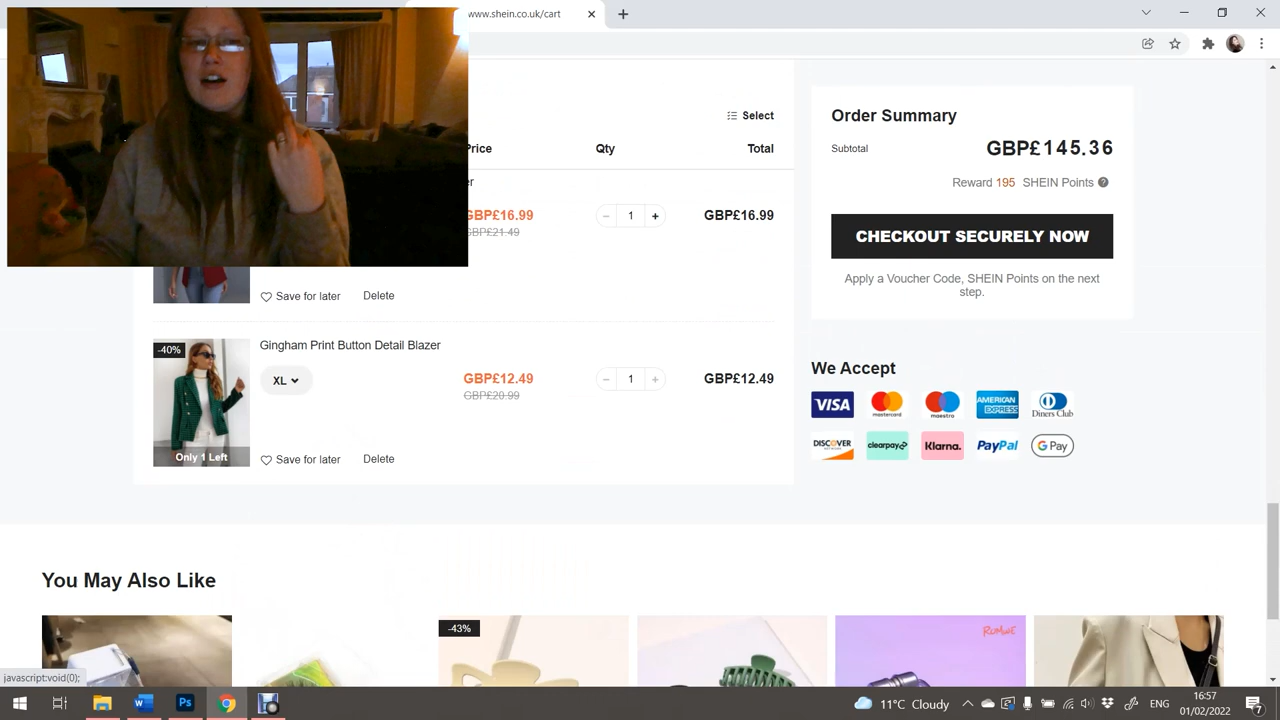 www.shein.co.uk/cart
Select
Price
Qty
Total
er
GBP£16.99
GBP£21.49
1
GBP£16.99
Save for later
Delete
-40%
Only 1 Left
Gingham Print Button Detail Blazer
XL
GBP£12.49
GBP£20.99
1
GBP£12.49
Save for later
Delete
Order Summary
Subtotal
GBP£145.36
Reward 195 SHEIN Points ?
CHECKOUT SECURELY NOW
Apply a Voucher Code, SHEIN Points on the next
step.
We Accept
VISA
mastercard
maestro
AMERICAN
EXPRESS
Diners Club
DISCOVER
NETWORK
clearpay
Klarna.
PayPal
G Pay
You May Also Like
-43%
ROMWE
javascript:void(0);
W
Ps
11°C Cloudy
ENG
16:57
01/02/2022
7